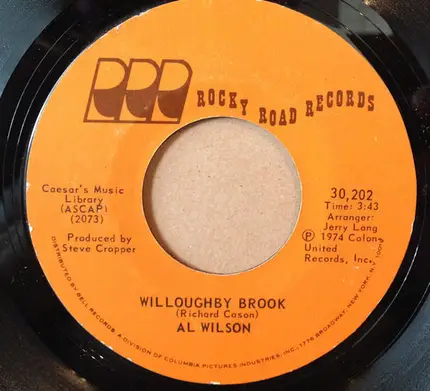 RRR ROCKY ROAD RECORDS
Caesar's Music
Library
(ASCAP)
(2073)
Produced by
Steve Cropper
30,202
Time: 3:43
Arranger:
Jerry Long
℗ 1974 Colony
United
Records, Inc.
WILLOUGHBY BROOK
(Richard Cason)
AL WILSON
DISTRIBUTED BY BELL RECORDS, A DIVISION OF COLUMBIA PICTURES INDUSTRIES, INC., 1776 BROADWAY, NEW YORK, N.Y.